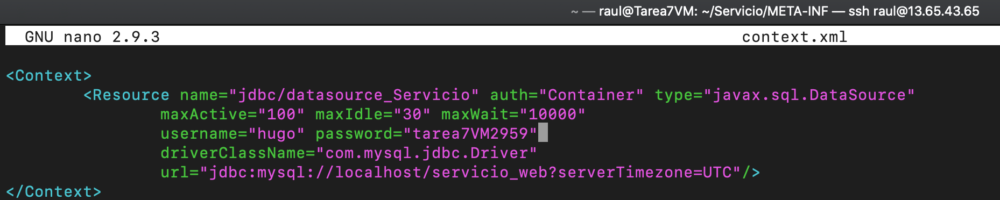 ~ — raul@Tarea7VM: ~/Servicio/META-INF — ssh raul@13.65.43.65
GNU nano 2.9.3 context.xml
<Context>
<Resource name="jdbc/datasource_Servicio" auth="Container" type="javax.sql.DataSource"
maxActive="100" maxIdle="30" maxWait="10000"
username="hugo" password="tarea7VM2959"
driverClassName="com.mysql.jdbc.Driver"
url="jdbc:mysql://localhost/servicio_web?serverTimezone=UTC"/>
</Context>